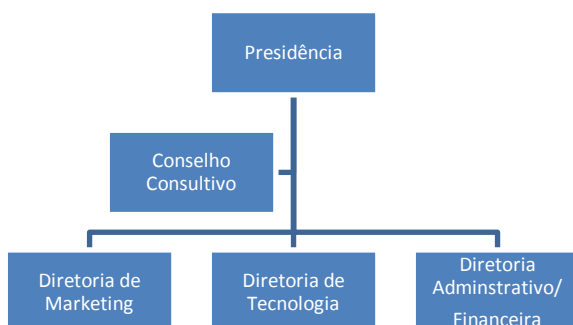 Presidência
Conselho
Consultivo
Diretoria de
Marketing
Diretoria de
Tecnologia
Diretoria
Adminstrativo/
Financeira